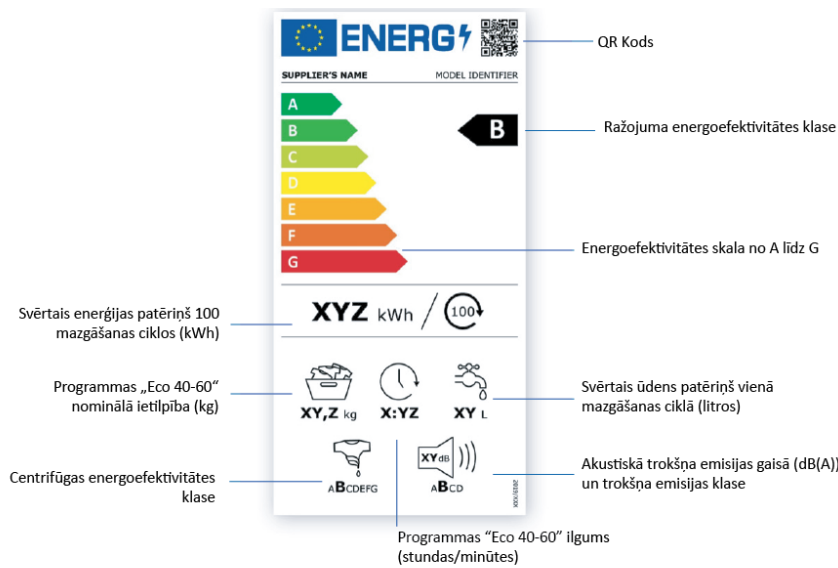 ENERG
QR Kods
SUPPLIER'S NAME
MODEL IDENTIFIER
A
B
C
D
E
F
G
B
Ražojuma energoefektivitātes klase
Energoefektivitātes skala no A līdz G
Svērtais enerģijas patēriņš 100
mazgāšanas ciklos (kWh)
XYZ kWh / 100
Programmas „Eco 40-60“
nominālā ietilpība (kg)
XY,Z kg
X:YZ
XY L
Svērtais ūdens patēriņš vienā
mazgāšanas ciklā (litros)
Centrifūgas energoefektivitātes
klase
ABCDEFG
XY dB
ABCD
Akustiskā trokšņa emisijas gaisā (dB(A))
un trokšņa emisijas klase
Programmas “Eco 40-60” ilgums
(stundas/minūtes)